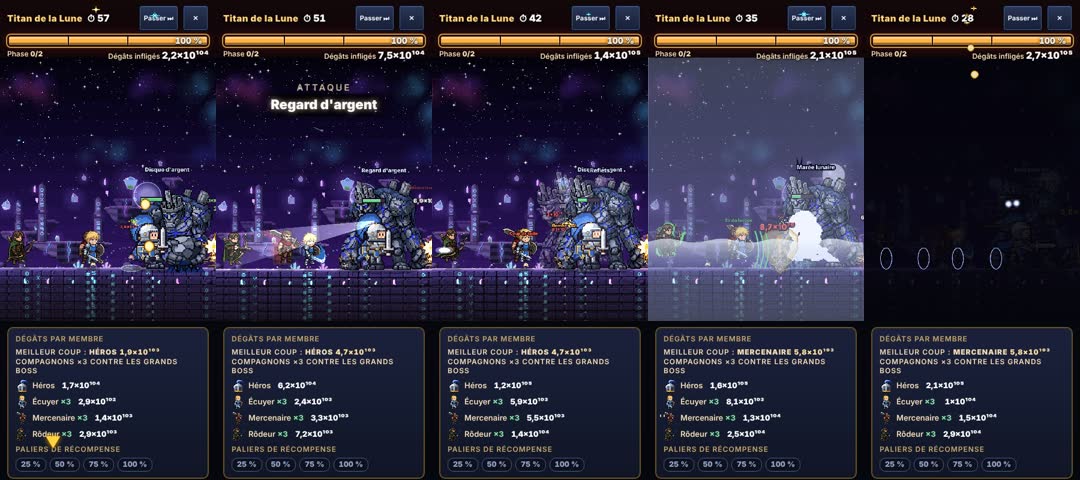 Titan de la Lune ⏱ 57
Passer ⏭ ×
100 %
Phase 0/2
Dégâts infligés 2,2×10¹⁰⁴
Disque d'argent
DÉGÂTS PAR MEMBRE
MEILLEUR COUP : HÉROS 1,9×10¹⁰³
COMPAGNONS ×3 CONTRE LES GRANDS
BOSS
Héros 1,7×10¹⁰⁴
Écuyer ×3 2,9×10¹⁰³
Mercenaire ×3 1,4×10¹⁰³
Rôdeur ×3 2,9×10¹⁰³
PALIERS DE RÉCOMPENSE
25 % 50 % 75 % 100 %
Titan de la Lune ⏱ 51
Passer ⏭ ×
100 %
Phase 0/2
Dégâts infligés 7,5×10¹⁰⁴
ATTAQUE
Regard d'argent
Regard d'argent
DÉGÂTS PAR MEMBRE
MEILLEUR COUP : HÉROS 4,7×10¹⁰³
COMPAGNONS ×3 CONTRE LES GRANDS
BOSS
Héros 6,2×10¹⁰⁴
Écuyer ×3 2,4×10¹⁰³
Mercenaire ×3 3,3×10¹⁰³
Rôdeur ×3 7,2×10¹⁰³
PALIERS DE RÉCOMPENSE
25 % 50 % 75 % 100 %
Titan de la Lune ⏱ 42
Passer ⏭ ×
100 %
Phase 0/2
Dégâts infligés 1,4×10¹⁰⁵
DÉGÂTS PAR MEMBRE
MEILLEUR COUP : HÉROS 4,7×10¹⁰³
COMPAGNONS ×3 CONTRE LES GRANDS
BOSS
Héros 1,2×10¹⁰⁵
Écuyer ×3 5,9×10¹⁰³
Mercenaire ×3 5,5×10¹⁰³
Rôdeur ×3 1,4×10¹⁰⁴
PALIERS DE RÉCOMPENSE
25 % 50 % 75 % 100 %
Titan de la Lune ⏱ 35
Passer ⏭ ×
100 %
Phase 0/2
Dégâts infligés 2,1×10¹⁰⁵
Marée lunaire
DÉGÂTS PAR MEMBRE
MEILLEUR COUP : MERCENAIRE 5,8×10¹⁰³
COMPAGNONS ×3 CONTRE LES GRANDS
BOSS
Héros 1,6×10¹⁰⁵
Écuyer ×3 8,1×10¹⁰³
Mercenaire ×3 1,3×10¹⁰⁴
Rôdeur ×3 2,5×10¹⁰⁴
PALIERS DE RÉCOMPENSE
25 % 50 % 75 % 100 %
Titan de la Lune ⏱ 28
Passer ⏭ ×
100 %
Phase 0/2
Dégâts infligés 2,7×10¹⁰⁵
DÉGÂTS PAR MEMBRE
MEILLEUR COUP : MERCENAIRE 5,8×10¹⁰³
COMPAGNONS ×3 CONTRE LES GRANDS
BOSS
Héros 2,1×10¹⁰⁵
Écuyer ×3 1×10¹⁰⁴
Mercenaire ×3 1,5×10¹⁰⁴
Rôdeur ×3 2,9×10¹⁰⁴
PALIERS DE RÉCOMPENSE
25 % 50 % 75 % 100 %